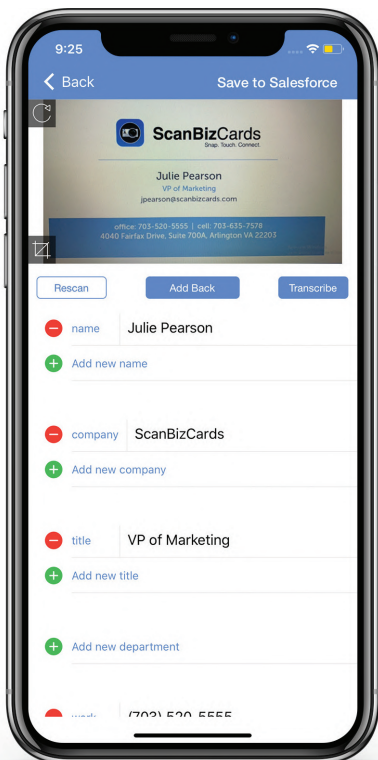 9:25
Back Save to Salesforce
ScanBizCards
Snap. Touch. Connect.
Julie Pearson
VP of Marketing
jpearson@scanbizcards.com
office: 703-520-5555 | cell: 703-635-7578
4040 Fairfax Drive, Suite 700A, Arlington VA 22203
Rescan Add Back Transcribe
name Julie Pearson
Add new name
company ScanBizCards
Add new company
title VP of Marketing
Add new title
Add new department
work (703) 520-5555